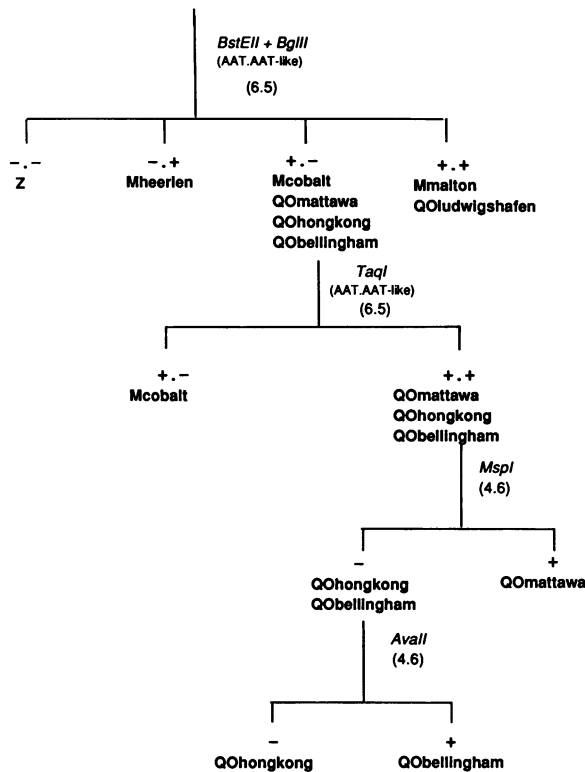 BstEII + BglII
(AAT.AAT-like)
(6.5)
-.- -.+ +.- +.+
Z Mheerlen Mcobalt Mmalton
QOmattawa QOludwigshafen
QOhongkong
QObellingham
TaqI
(AAT.AAT-like)
(6.5)
+.- +.+
Mcobalt QOmattawa
QOhongkong
QObellingham
MspI
(4.6)
- +
QOhongkong QOmattawa
QObellingham
AvaII
(4.6)
- +
QOhongkong QObellingham